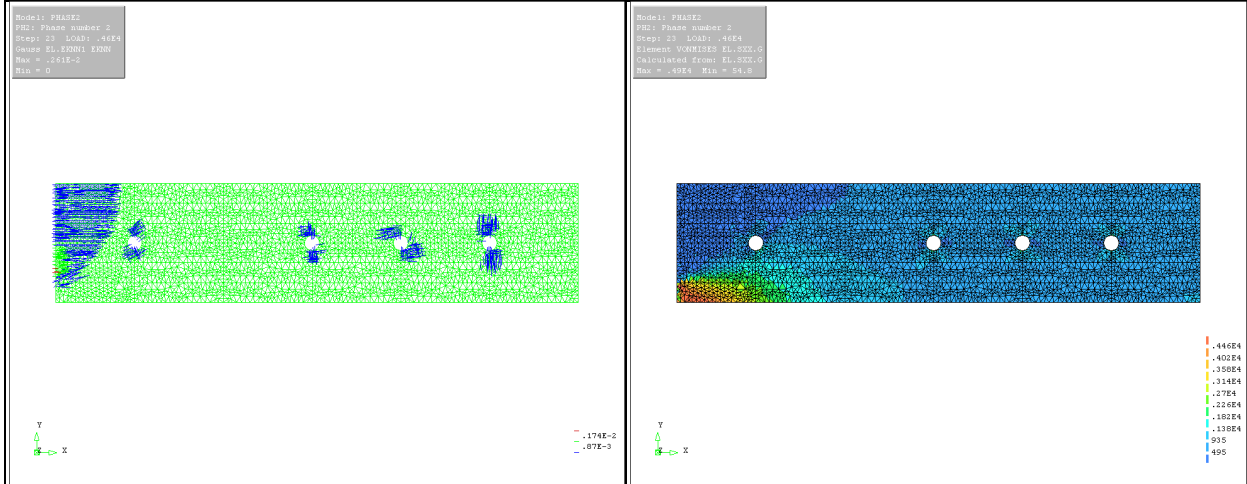 Model: PHASE2
PH2: Phase number 2
Step: 23 LOAD: .46E4
Gauss EL.EKNN1 EKNN
Max = .261E-2
Min = 0
Y
Z X
.174E-2
.87E-3
Model: PHASE2
PH2: Phase number 2
Step: 23 LOAD: .46E4
Element VONMISES EL.SXX.G
Calculated from: EL.SXX.G
Max = .49E4 Min = 54.8
Y
Z X
.446E4
.402E4
.358E4
.314E4
.27E4
.226E4
.182E4
.138E4
935
495